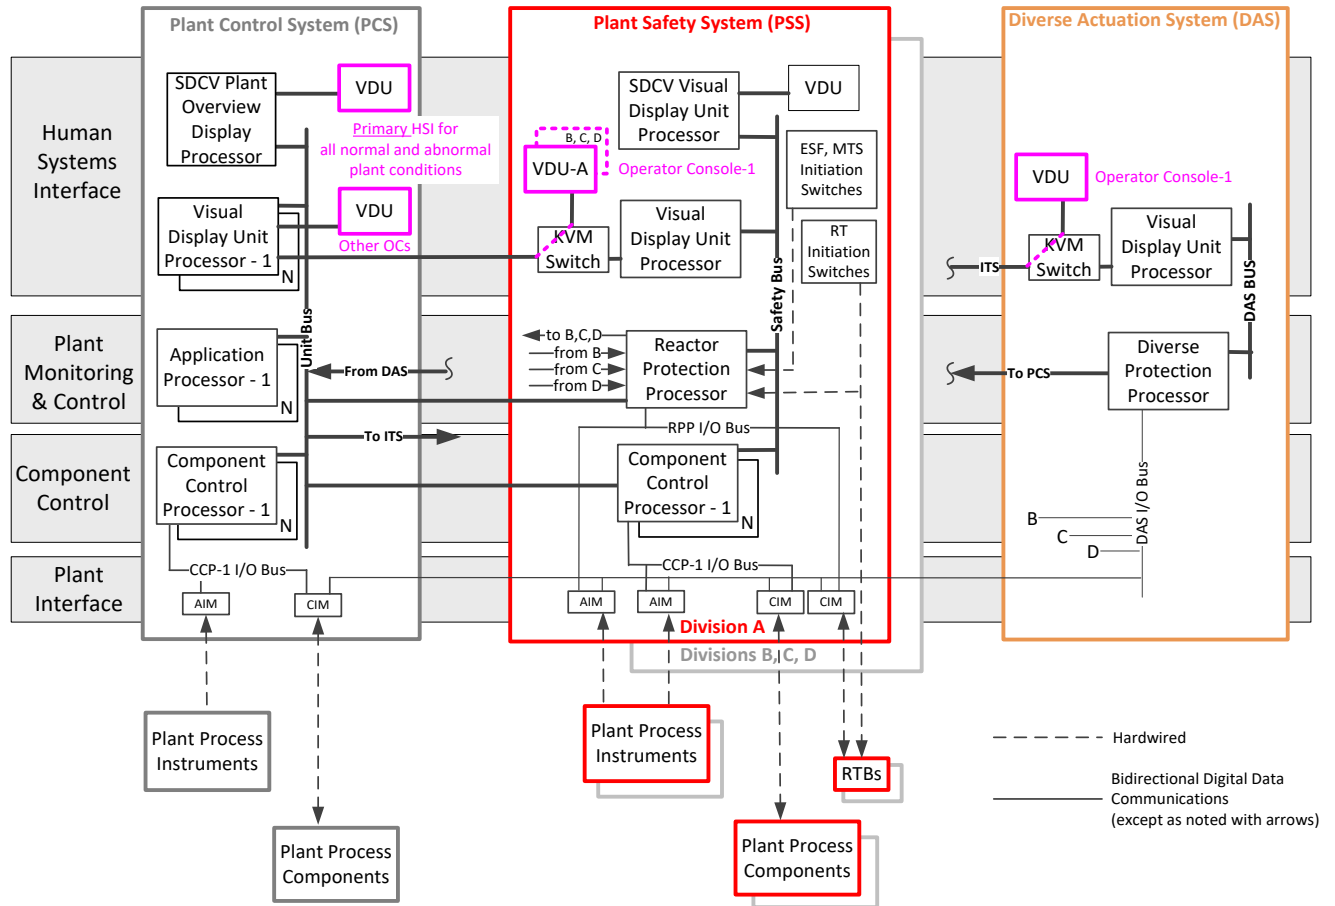 Plant Control System (PCS)
Plant Safety System (PSS)
Diverse Actuation System (DAS)
Human
Systems
Interface
Plant
Monitoring
& Control
Component
Control
Plant
Interface
SDCV Plant
Overview
Display
Processor
VDU
Primary HSI for
all normal and abnormal
plant conditions
Visual
Display Unit
Processor - 1
N
VDU
Other OCs
Unit Bus
Application
Processor - 1
N
From DAS
To ITS
Component
Control
Processor - 1
N
CCP-1 I/O Bus
AIM
CIM
Plant Process
Instruments
Plant Process
Components
SDCV Visual
Display Unit
Processor
VDU
B, C, D
VDU-A
Operator Console-1
ESF, MTS
Initiation
Switches
KVM
Switch
Visual
Display Unit
Processor
RT
Initiation
Switches
Safety Bus
to B,C,D
from B
from C
from D
Reactor
Protection
Processor
RPP I/O Bus
Component
Control
Processor - 1
N
CCP-1 I/O Bus
AIM
AIM
CIM
CIM
Division A
Divisions B, C, D
Plant Process
Instruments
RTBs
Plant Process
Components
VDU
Operator Console-1
ITS
KVM
Switch
Visual
Display Unit
Processor
DAS BUS
To PCS
Diverse
Protection
Processor
DAS I/O Bus
B
C
D
Hardwired
Bidirectional Digital Data
Communications
(except as noted with arrows)